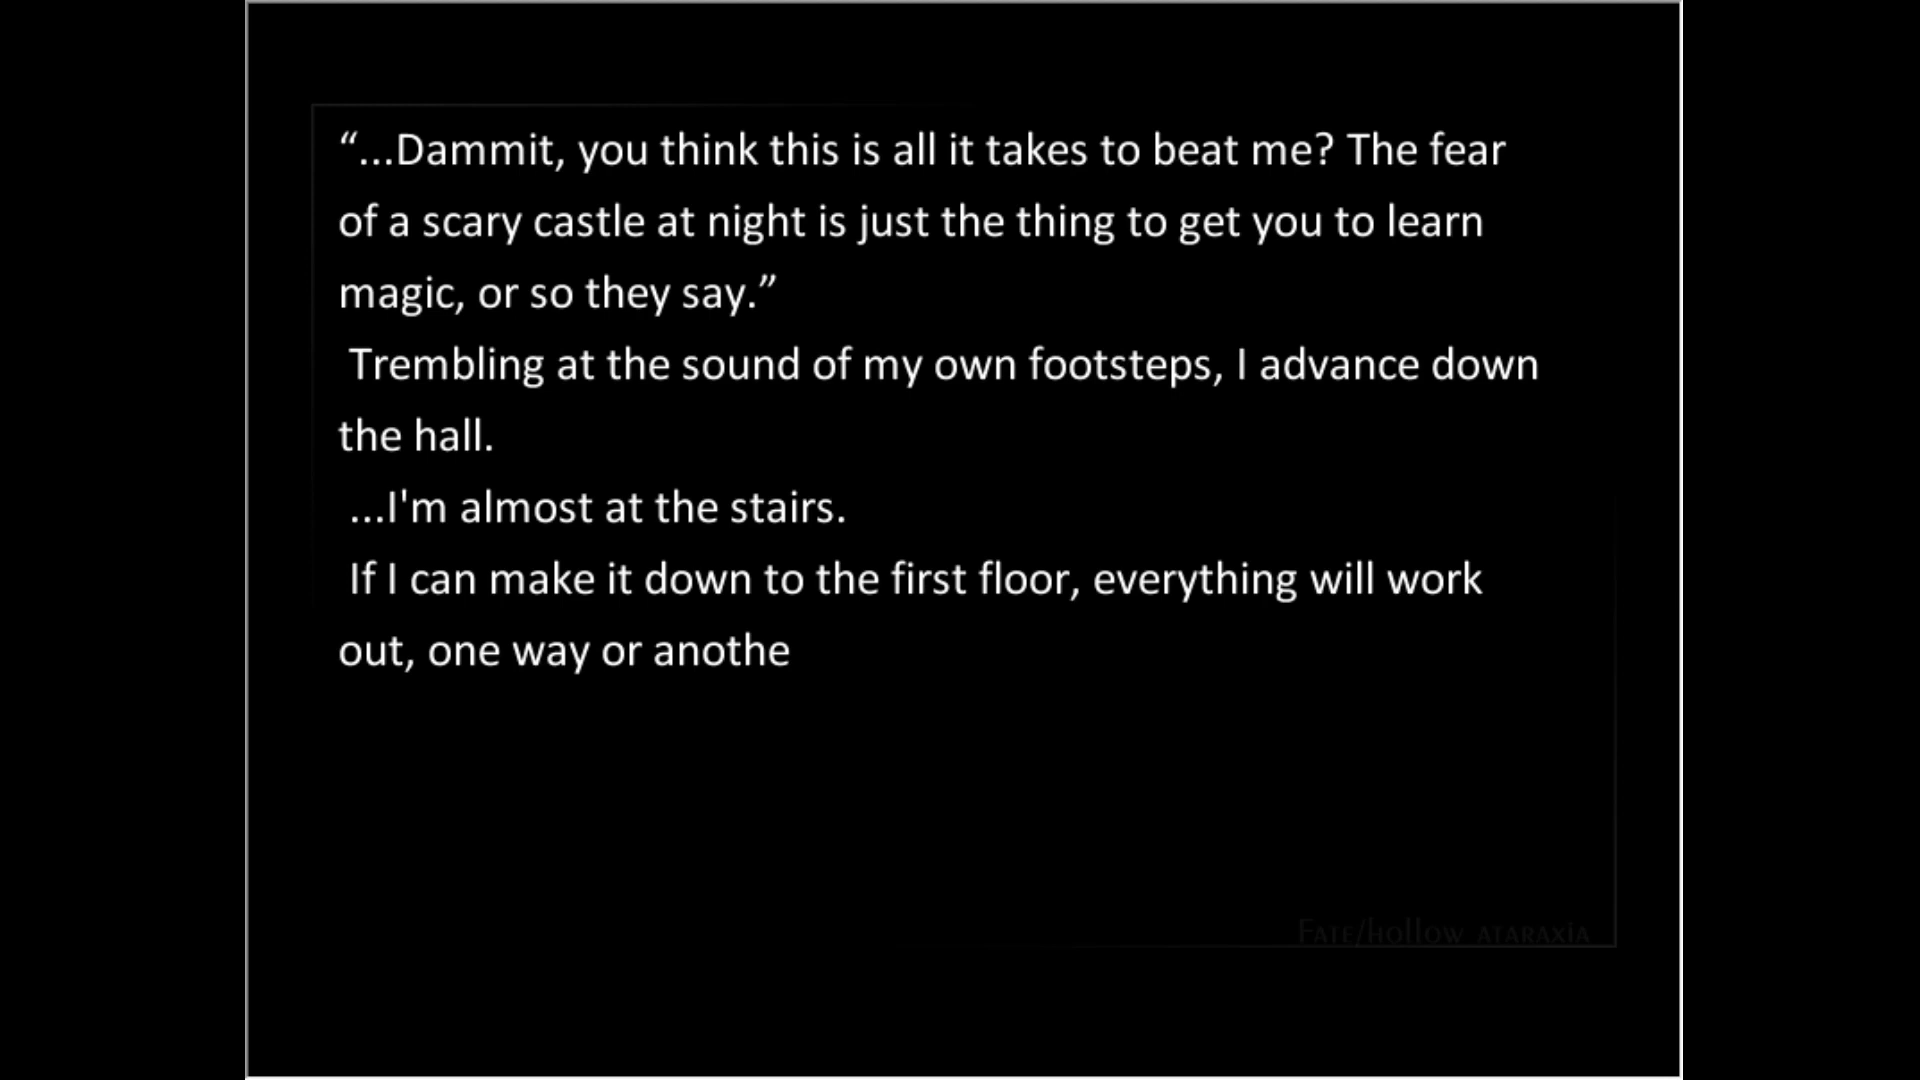 “...Dammit, you think this is all it takes to beat me? The fear
of a scary castle at night is just the thing to get you to learn
magic, or so they say.”
Trembling at the sound of my own footsteps, I advance down
the hall.
...I'm almost at the stairs.
If I can make it down to the first floor, everything will work
out, one way or anothe
Fate/hollow ataraxia